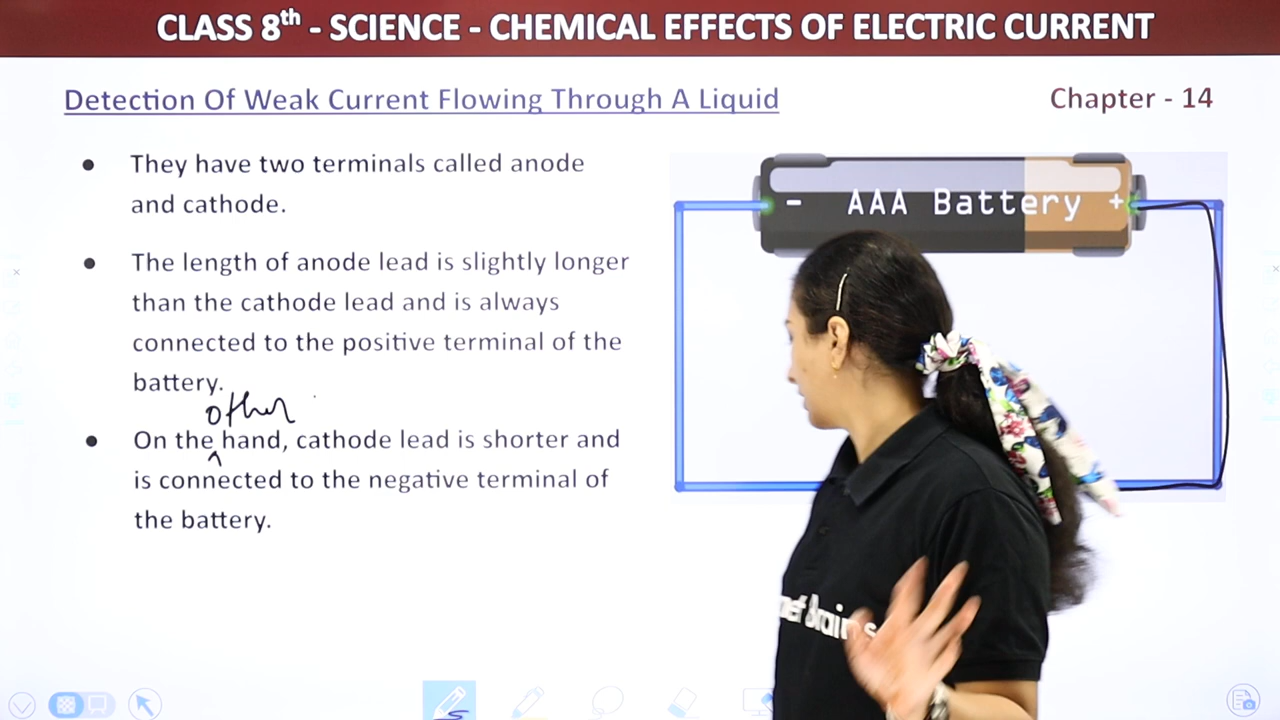 CLASS 8th - SCIENCE - CHEMICAL EFFECTS OF ELECTRIC CURRENT
Detection Of Weak Current Flowing Through A Liquid
Chapter - 14
• They have two terminals called anode
and cathode.
• The length of anode lead is slightly longer
than the cathode lead and is always
connected to the positive terminal of the
battery.
other
• On the ^ hand, cathode lead is shorter and
is connected to the negative terminal of
the battery.
- AAA Battery +